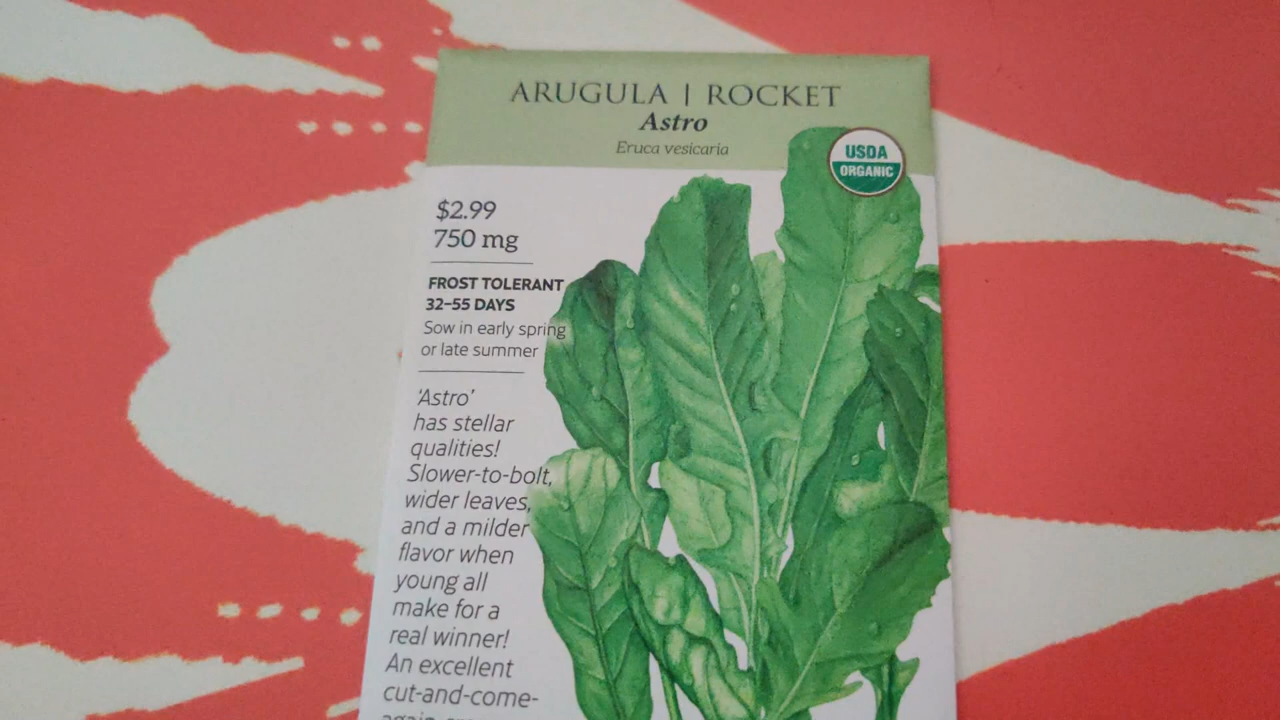 ARUGULA | ROCKET
Astro
Eruca vesicaria
USDA
ORGANIC
$2.99
750 mg
FROST TOLERANT
32–55 DAYS
Sow in early spring
or late summer
‘Astro’
has stellar
qualities!
Slower-to-bolt,
wider leaves,
and a milder
flavor when
young all
make for a
real winner!
An excellent
cut-and-come-